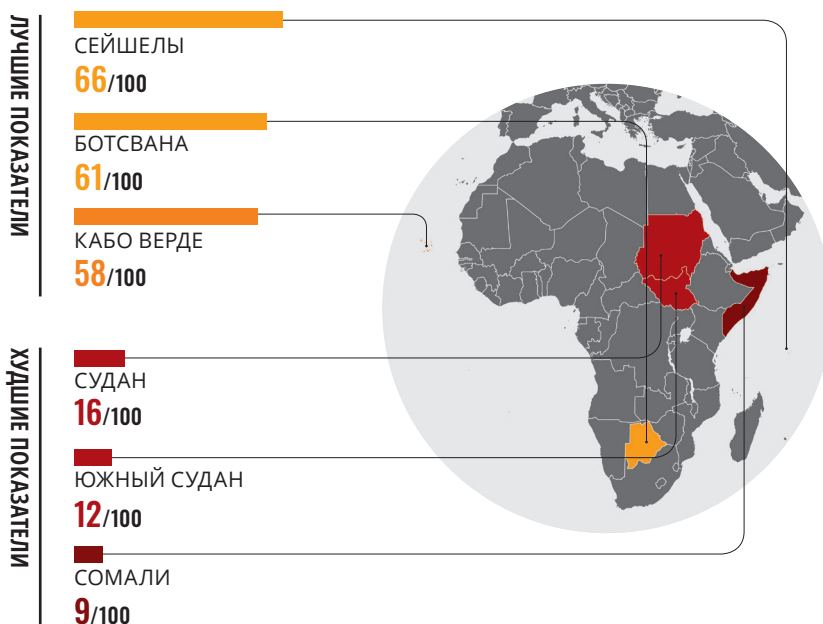 ЛУЧШИЕ ПОКАЗАТЕЛИ
СЕЙШЕЛЫ
66/100
БОТСВАНА
61/100
КАБО ВЕРДЕ
58/100
ХУДШИЕ ПОКАЗАТЕЛИ
СУДАН
16/100
ЮЖНЫЙ СУДАН
12/100
СОМАЛИ
9/100